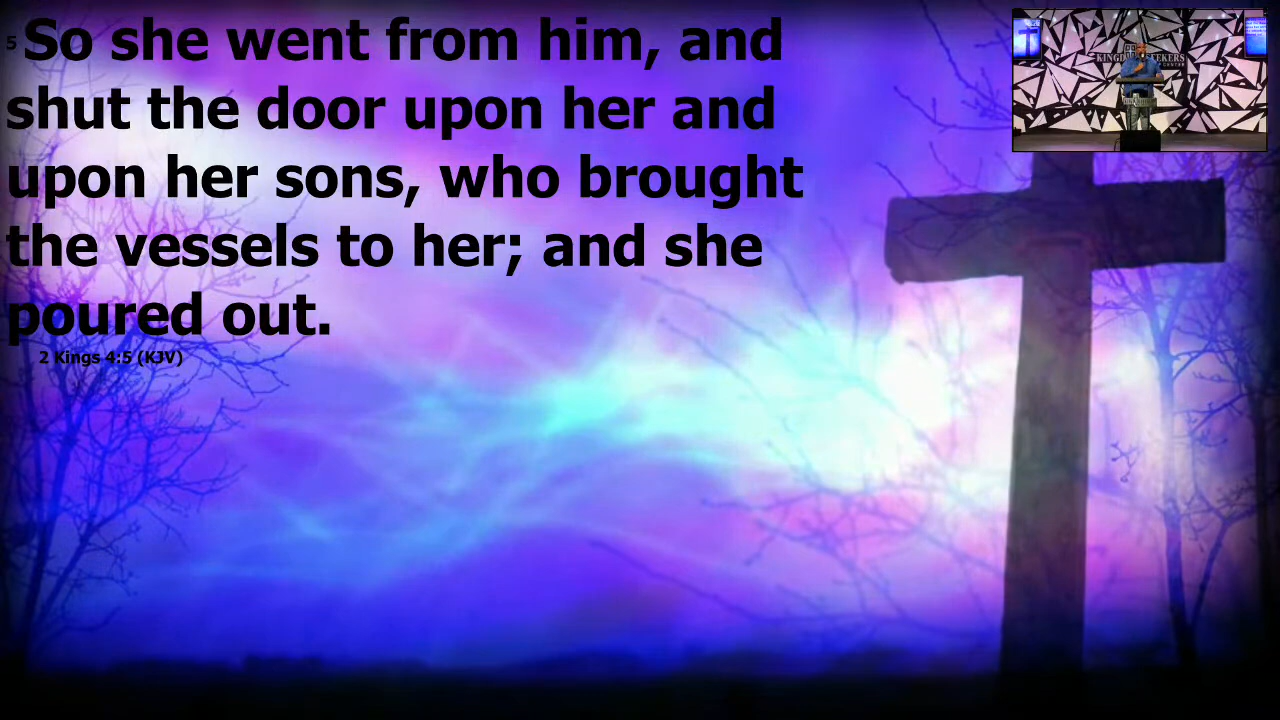 5 So she went from him, and
shut the door upon her and
upon her sons, who brought
the vessels to her; and she
poured out.
2 Kings 4:5 (KJV)